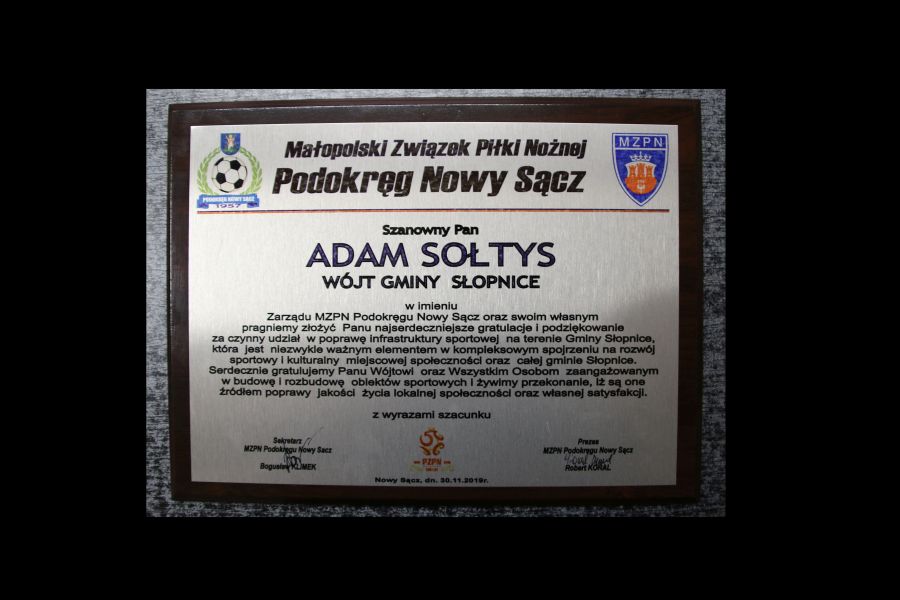 Małopolski Związek Piłki Nożnej
Podokręg Nowy Sącz
PODOKRĘG NOWY SĄCZ
1957
MZPN
Szanowny Pan
ADAM SOŁTYS
WÓJT GMINY SŁOPNICE
w imieniu
Zarządu MZPN Podokręgu Nowy Sącz oraz swoim własnym
pragniemy złożyć Panu najserdeczniejsze gratulacje i podziękowanie
za czynny udział w poprawę infrastruktury sportowej na terenie Gminy Słopnice,
która jest niezwykle ważnym elementem w kompleksowym spojrzeniu na rozwój
sportowy i kulturalny miejscowej społeczności oraz całej gminie Słopnice.
Serdecznie gratulujemy Panu Wójtowi oraz Wszystkim Osobom zaangażowanym
w budowę i rozbudowę obiektów sportowych i żywimy przekonanie, iż są one
źródłem poprawy jakości życia lokalnej społeczności oraz własnej satysfakcji.
z wyrazami szacunku
Sekretarz
MZPN Podokręgu Nowy Sacz
Bogusław KLIMEK
PZPN
Prezes
MZPN Podokręgu Nowy Sącz
Robert KORAL
Nowy Sącz, dn. 30.11.2019r.